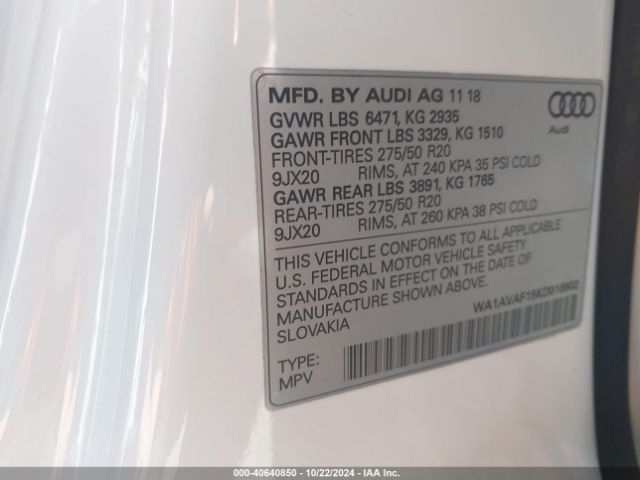 MFD. BY AUDI AG 11 18
GVWR LBS 6471, KG 2935
GAWR FRONT LBS 3329, KG 1510
FRONT-TIRES 275/50 R20
9JX20 RIMS, AT 240 KPA 35 PSI COLD
GAWR REAR LBS 3891, KG 1765
REAR-TIRES 275/50 R20
9JX20 RIMS, AT 260 KPA 38 PSI COLD
Audi
THIS VEHICLE CONFORMS TO ALL APPLICABLE
U.S. FEDERAL MOTOR VEHICLE SAFETY
STANDARDS IN EFFECT ON THE DATE OF
MANUFACTURE SHOWN ABOVE.
SLOVAKIA
WA1AVAF15KD018902
TYPE:
MPV
000-40640850 - 10/22/2024 - IAA Inc.